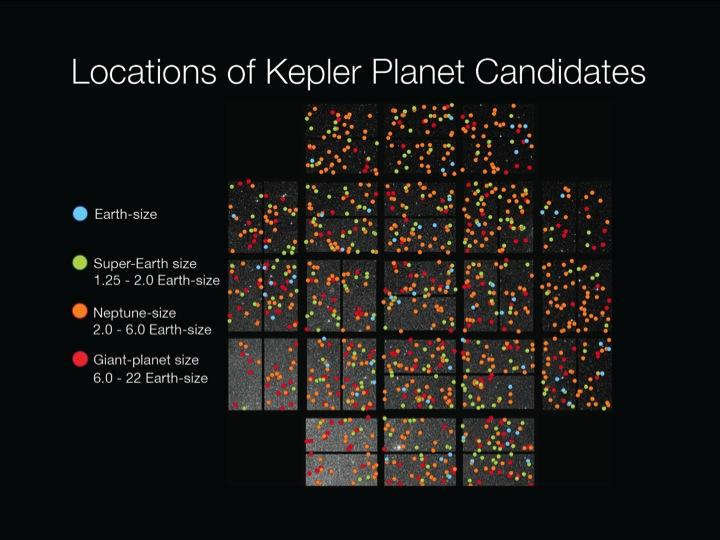 Locations of Kepler Planet Candidates
Earth-size
Super-Earth size
1.25 - 2.0 Earth-size
Neptune-size
2.0 - 6.0 Earth-size
Giant-planet size
6.0 - 22 Earth-size